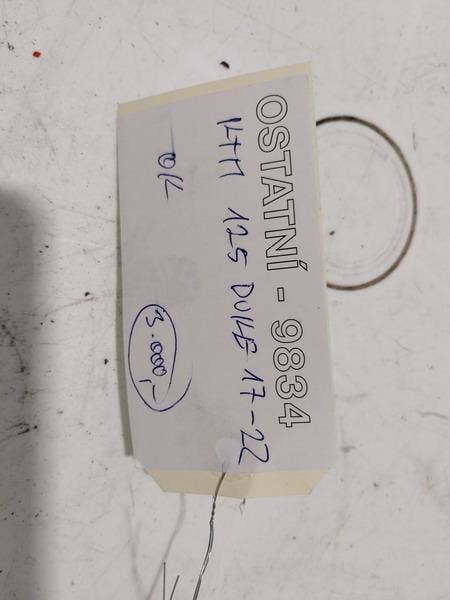 OSTATNÍ - 9834
KTM 125 DUKE 17-22
OK
3.000,-